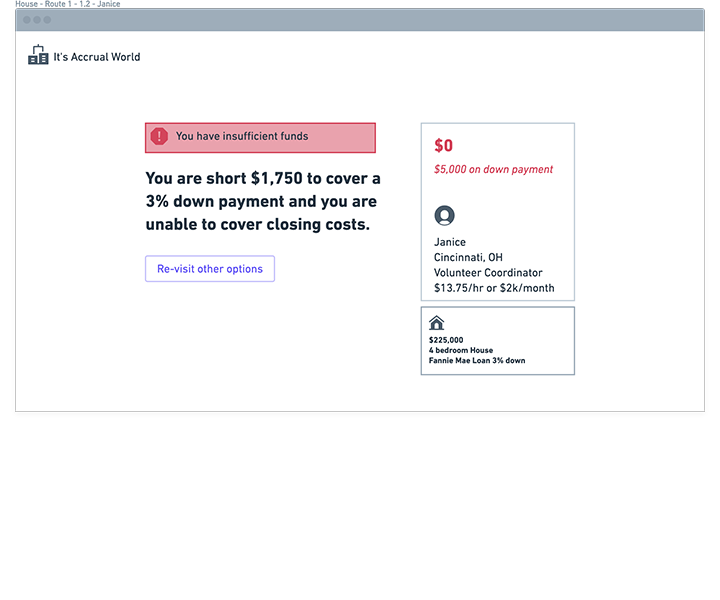 House - Route 1 - 1.2 - Janice
It's Accrual World
You have insufficient funds
You are short $1,750 to cover a
3% down payment and you are
unable to cover closing costs.
Re-visit other options
$0
$5,000 on down payment
Janice
Cincinnati, OH
Volunteer Coordinator
$13.75/hr or $2k/month
$225,000
4 bedroom House
Fannie Mae Loan 3% down